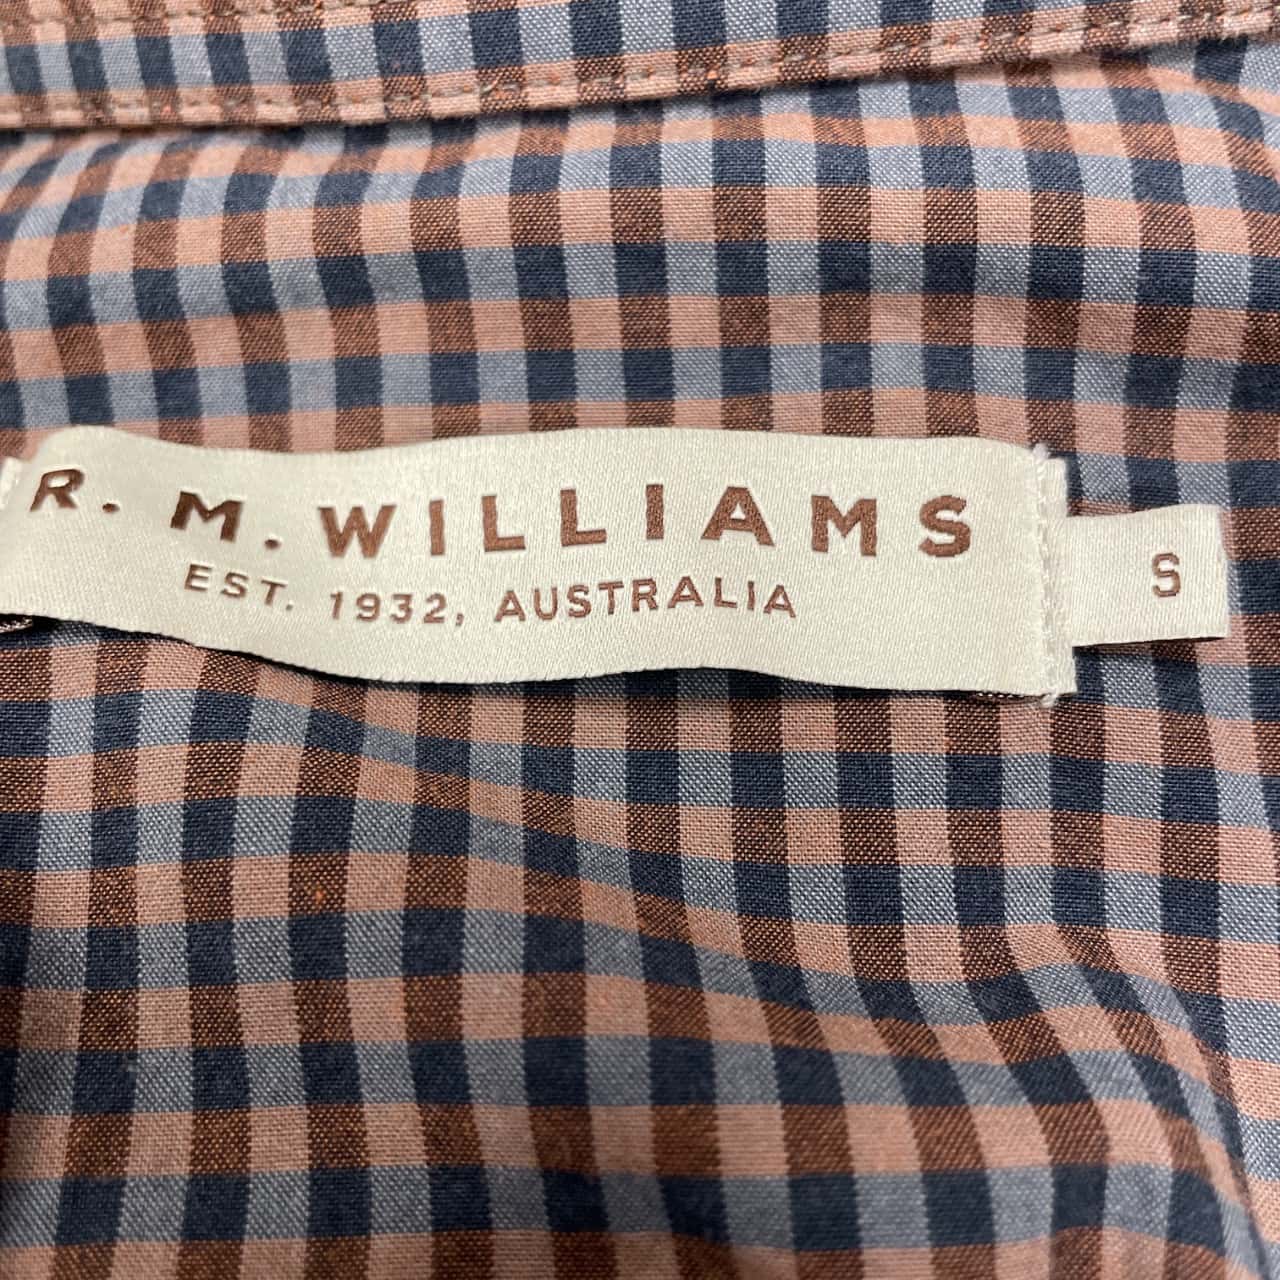 R. M. WILLIAMS
EST. 1932, AUSTRALIA
S